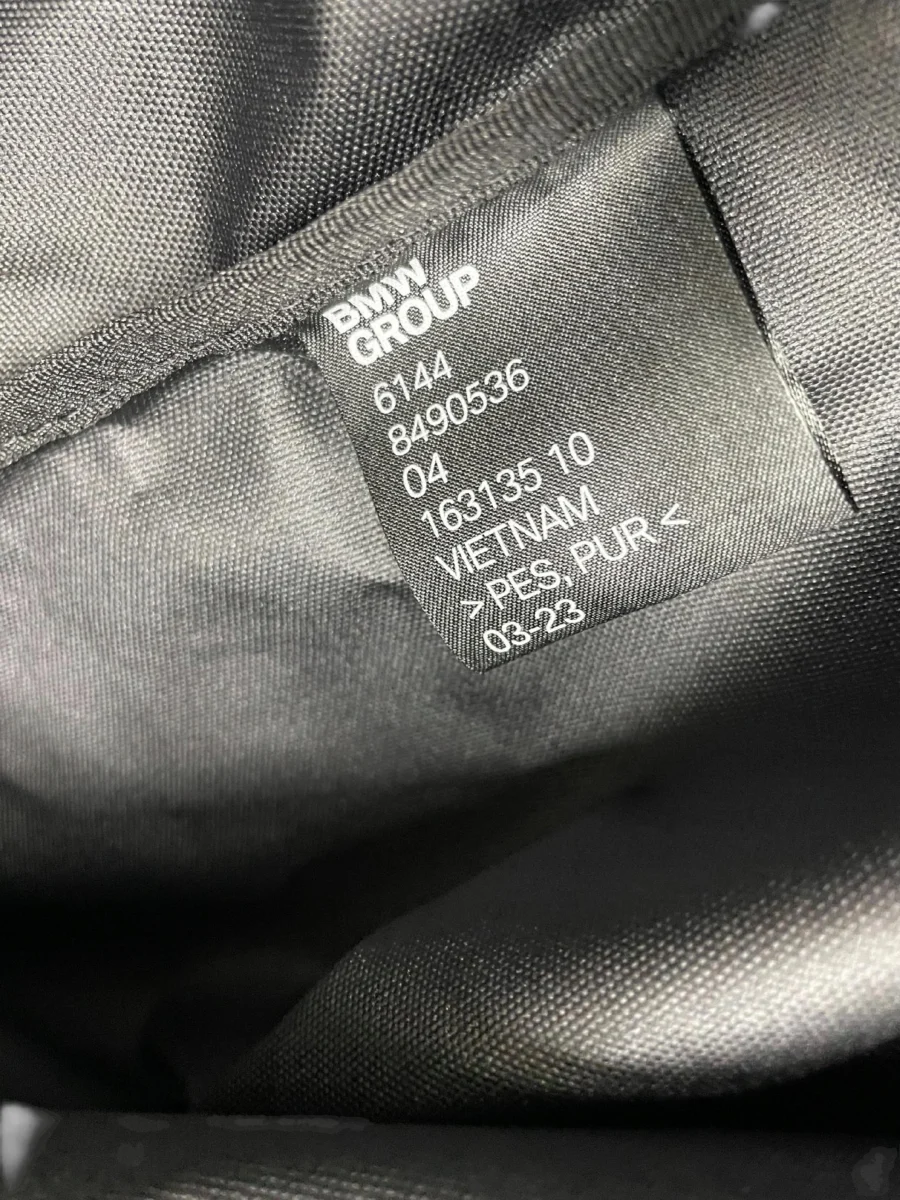 BMW
GROUP
6144
8490536
04
163135 10
VIETNAM
>PES, PUR<
03-23